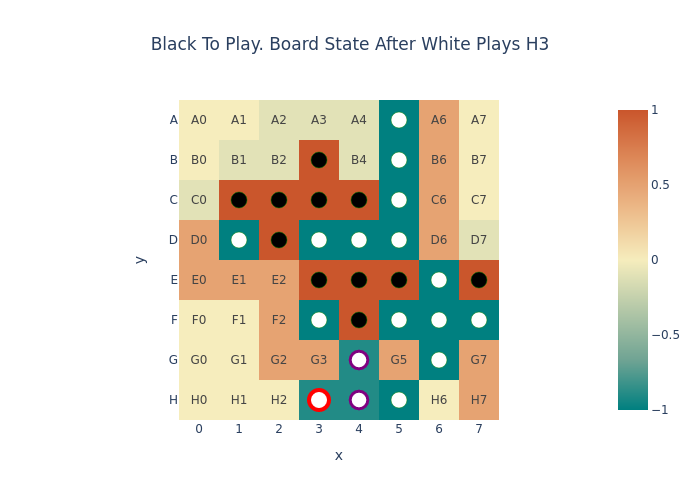 Black To Play. Board State After White Plays H3
A A0 A1 A2 A3 A4 A6 A7 1
B B0 B1 B2 B4 B6 B7
C C0 C6 C7 0.5
D D0 D6 D7
y
E E0 E1 E2 0
F F0 F1 F2 −0.5
G G0 G1 G2 G3 G5 G7
H H0 H1 H2 H6 H7 −1
0 1 2 3 4 5 6 7
x